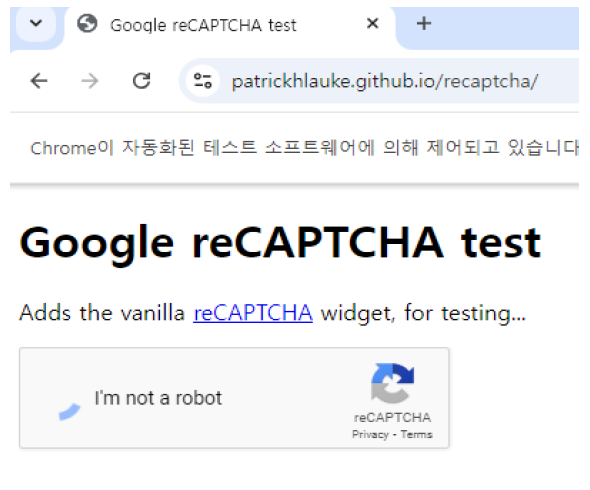 Google reCAPTCHA test
patrickhlauke.github.io/recaptcha/
Chrome이 자동화된 테스트 소프트웨어에 의해 제어되고 있습니다
Google reCAPTCHA test
Adds the vanilla reCAPTCHA widget, for testing...
I'm not a robot
reCAPTCHA
Privacy - Terms